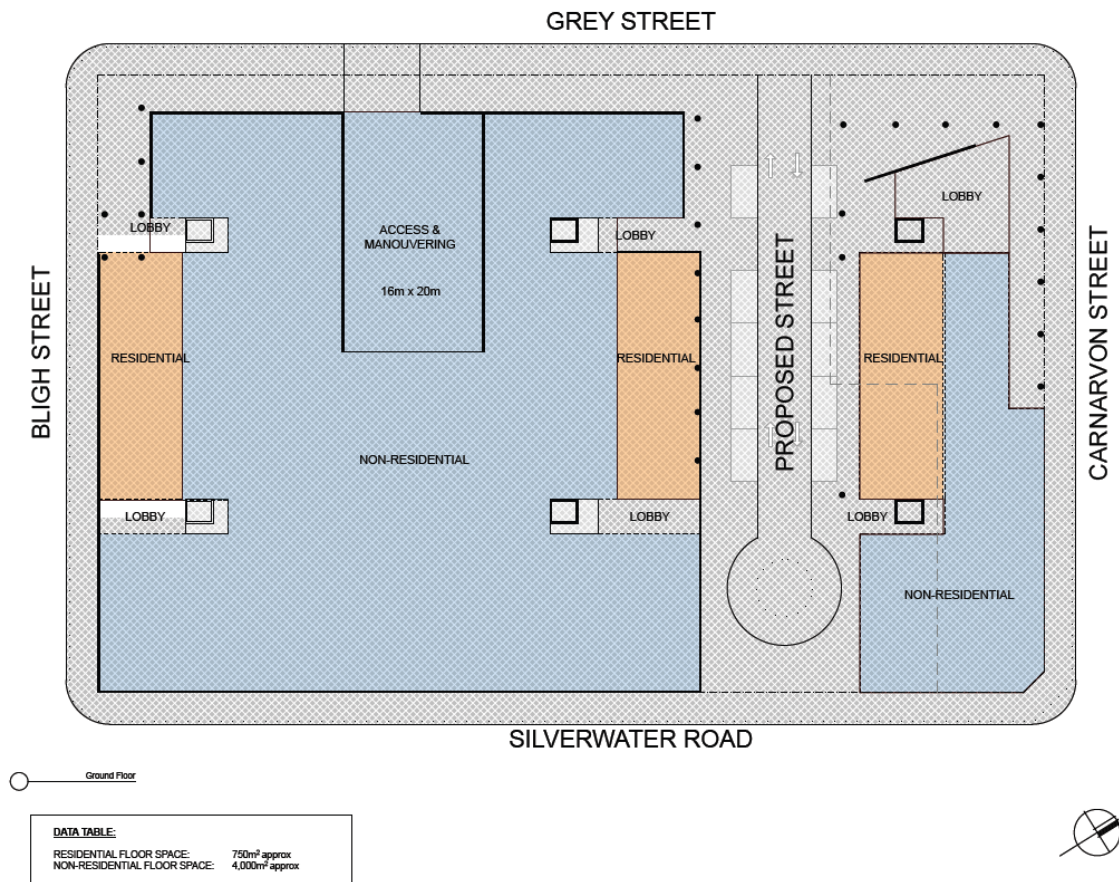 GREY STREET
LOBBY
LOBBY
ACCESS &
MANOUVERING
16m x 20m
LOBBY
BLIGH STREET
RESIDENTIAL
RESIDENTIAL
PROPOSED STREET
RESIDENTIAL
CARNARVON STREET
NON-RESIDENTIAL
LOBBY
LOBBY
LOBBY
NON-RESIDENTIAL
SILVERWATER ROAD
Ground Floor
DATA TABLE:
RESIDENTIAL FLOOR SPACE: 750m² approx
NON-RESIDENTIAL FLOOR SPACE: 4,000m² approx